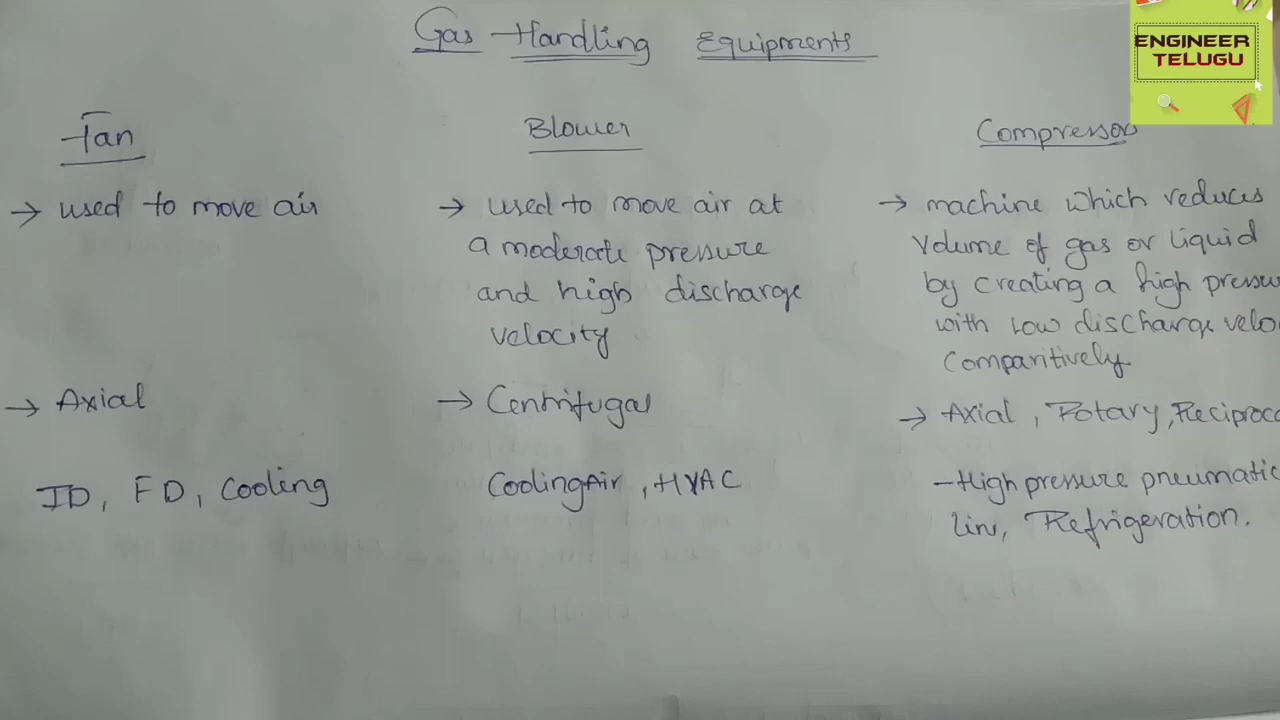 Gas Handling Equipments
ENGINEER
TELUGU
Fan
→ used to move air
→ Axial
ID, FD, Cooling
Blower
→ used to move air at
a moderate pressure
and high discharge
velocity
→ Centrifugal
Cooling Air, HVAC
Compressor
→ machine which reduces
volume of gas or liquid
by creating a high pressu
with low discharge velo
comparitively
→ Axial, Rotary, Reciproc
- High pressure pneumatic
lin, Refrigeration.